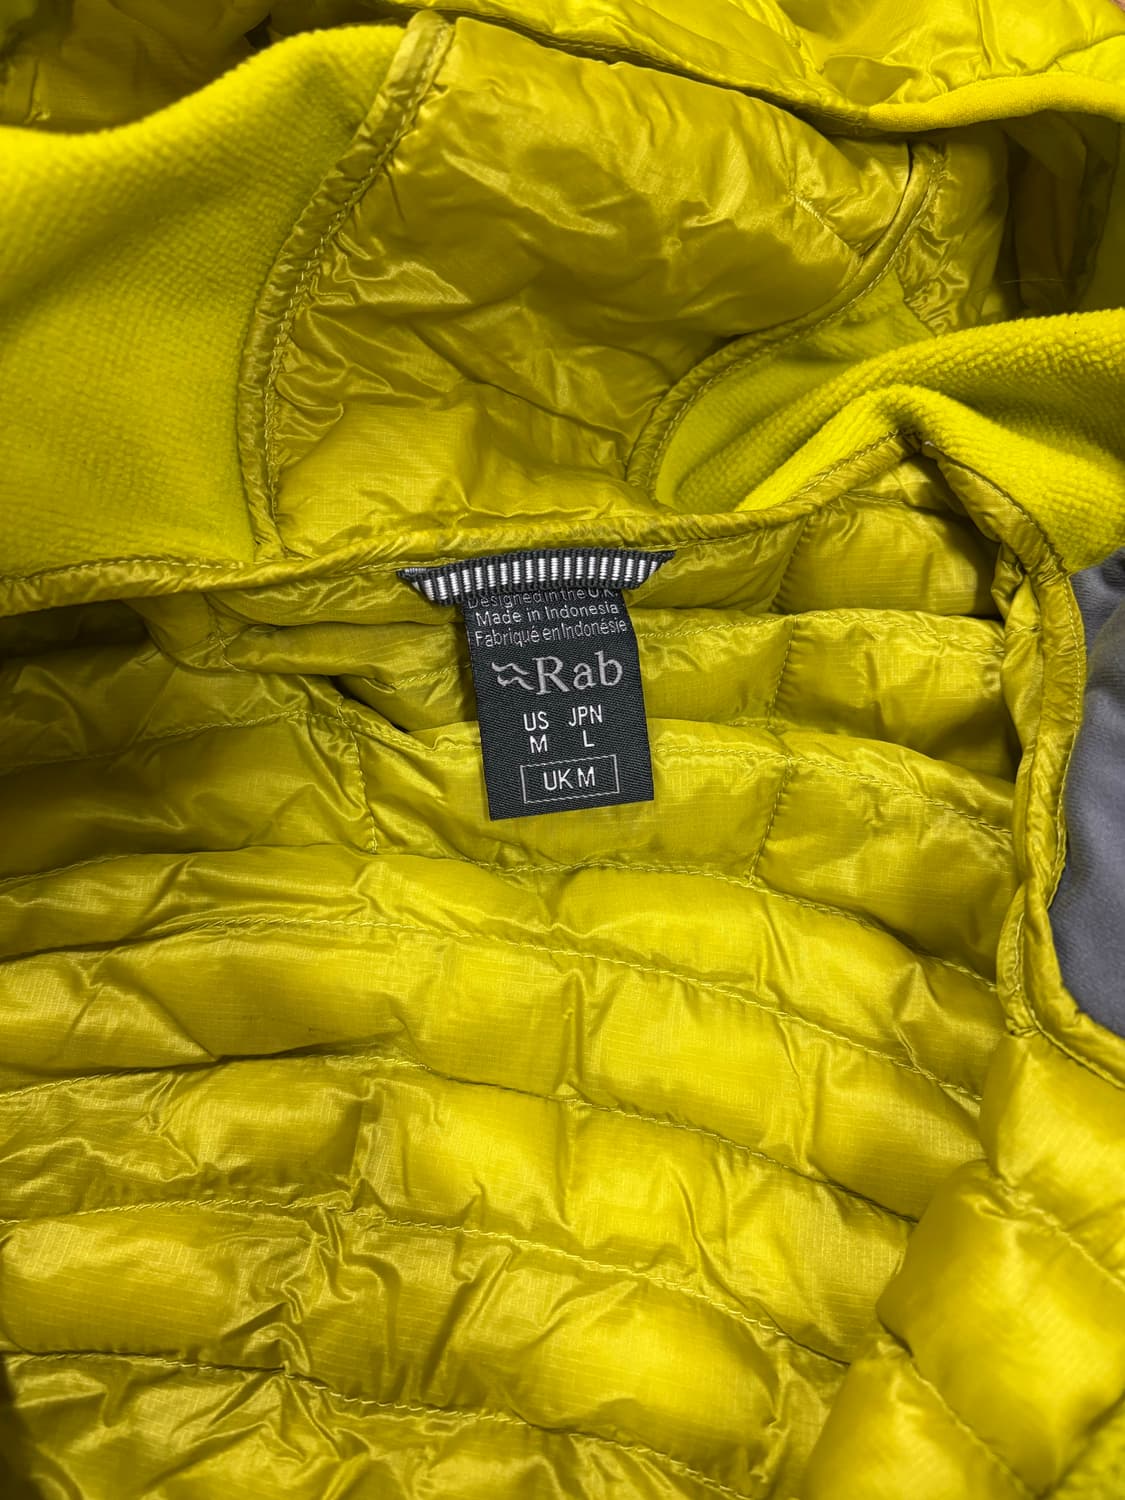 Designed in the U.K.
Made in Indonesia
Fabriqué en Indonésie
Rab
US JPN
M L
UK M